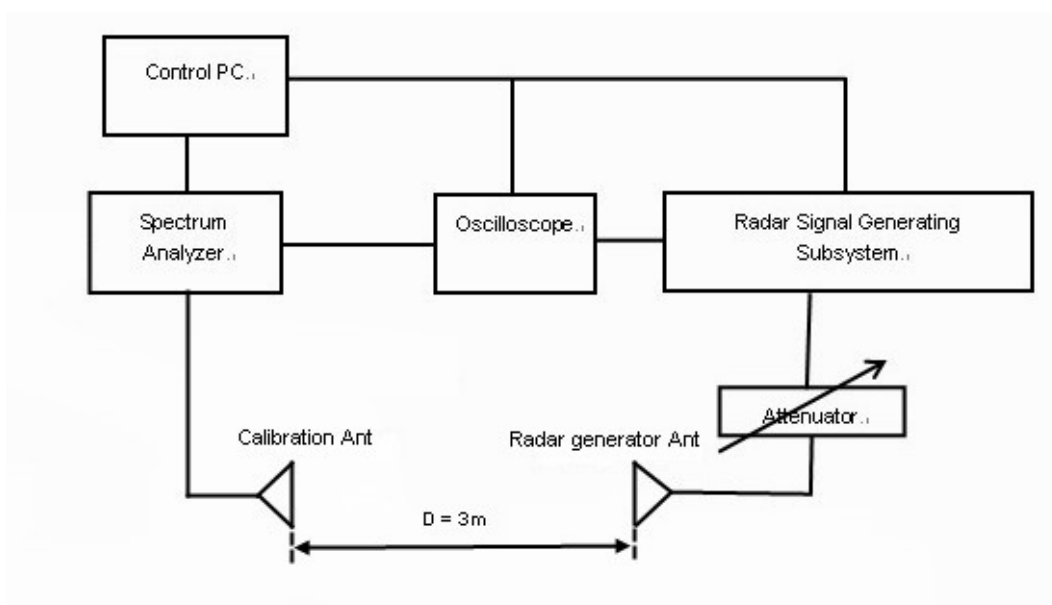 Control PC.
Spectrum
Analyzer.
Oscilloscope.
Radar Signal Generating
Subsystem.
Attenuator.
Calibration Ant
Radar generator Ant
D = 3m